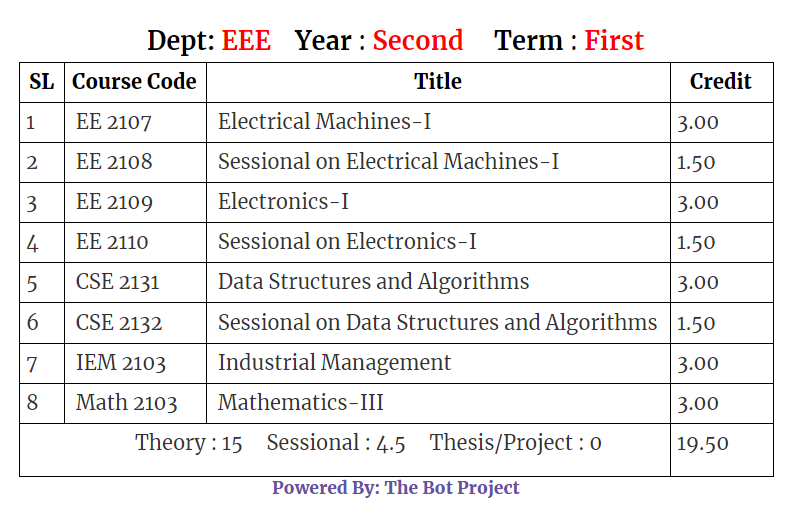 Dept: EEE Year : Second Term : First
SL Course Code Title Credit
1 EE 2107 Electrical Machines-I 3.00
2 EE 2108 Sessional on Electrical Machines-I 1.50
3 EE 2109 Electronics-I 3.00
4 EE 2110 Sessional on Electronics-I 1.50
5 CSE 2131 Data Structures and Algorithms 3.00
6 CSE 2132 Sessional on Data Structures and Algorithms 1.50
7 IEM 2103 Industrial Management 3.00
8 Math 2103 Mathematics-III 3.00
Theory : 15 Sessional : 4.5 Thesis/Project : 0 19.50
Powered By: The Bot Project